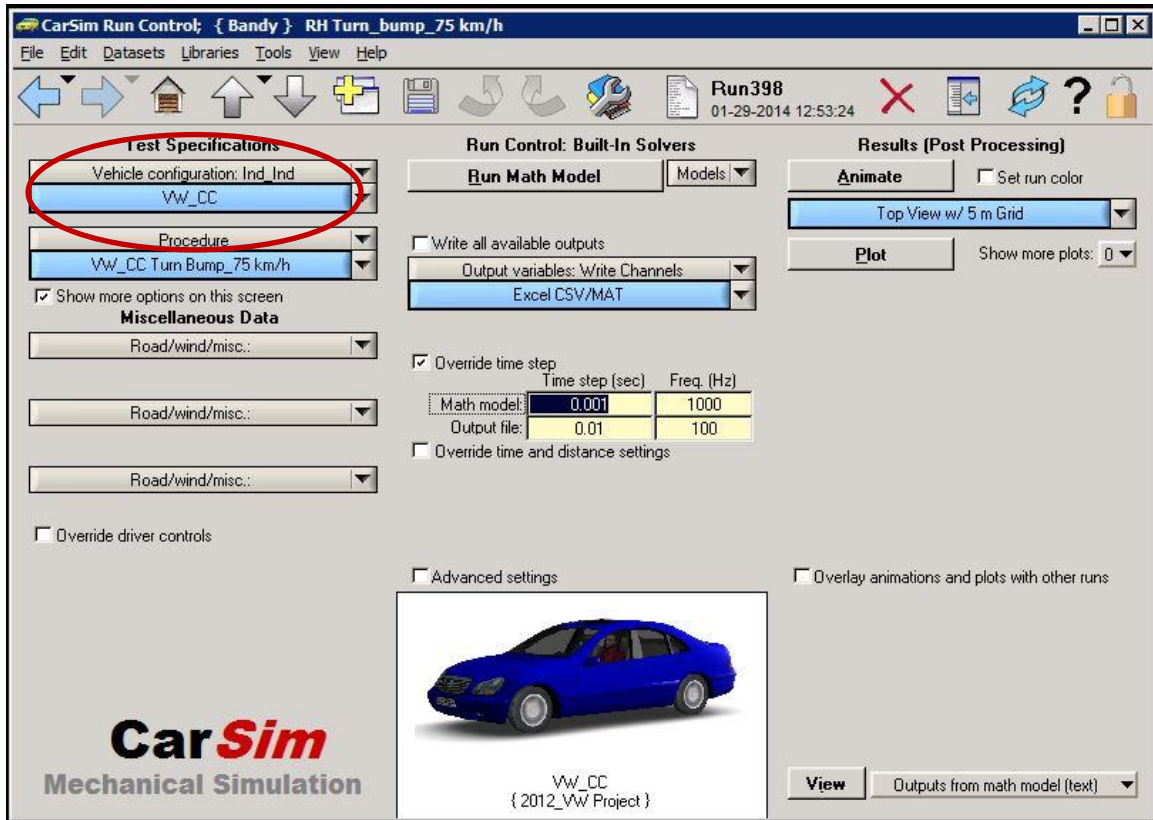 CarSim Run Control; { Bandy } RH Turn_bump_75 km/h
File Edit Datasets Libraries Tools View Help
Run398
01-29-2014 12:53:24
Test Specifications
Vehicle configuration: Ind_Ind
VW_CC
Procedure
VW_CC Turn Bump_75 km/h
Show more options on this screen
Miscellaneous Data
Road/wind/misc.:
Road/wind/misc.:
Road/wind/misc.:
Override driver controls
CarSim
Mechanical Simulation
Run Control: Built-In Solvers
Run Math Model
Models
Write all available outputs
Output variables: Write Channels
Excel CSV/MAT
Override time step
Time step (sec) Freq. (Hz)
Math model: 0.001 1000
Output file: 0.01 100
Override time and distance settings
Advanced settings
VW_CC
{ 2012_VW Project }
Results (Post Processing)
Animate
Set run color
Top View w/ 5 m Grid
Plot
Show more plots: 0
Overlay animations and plots with other runs
View
Outputs from math model (text)